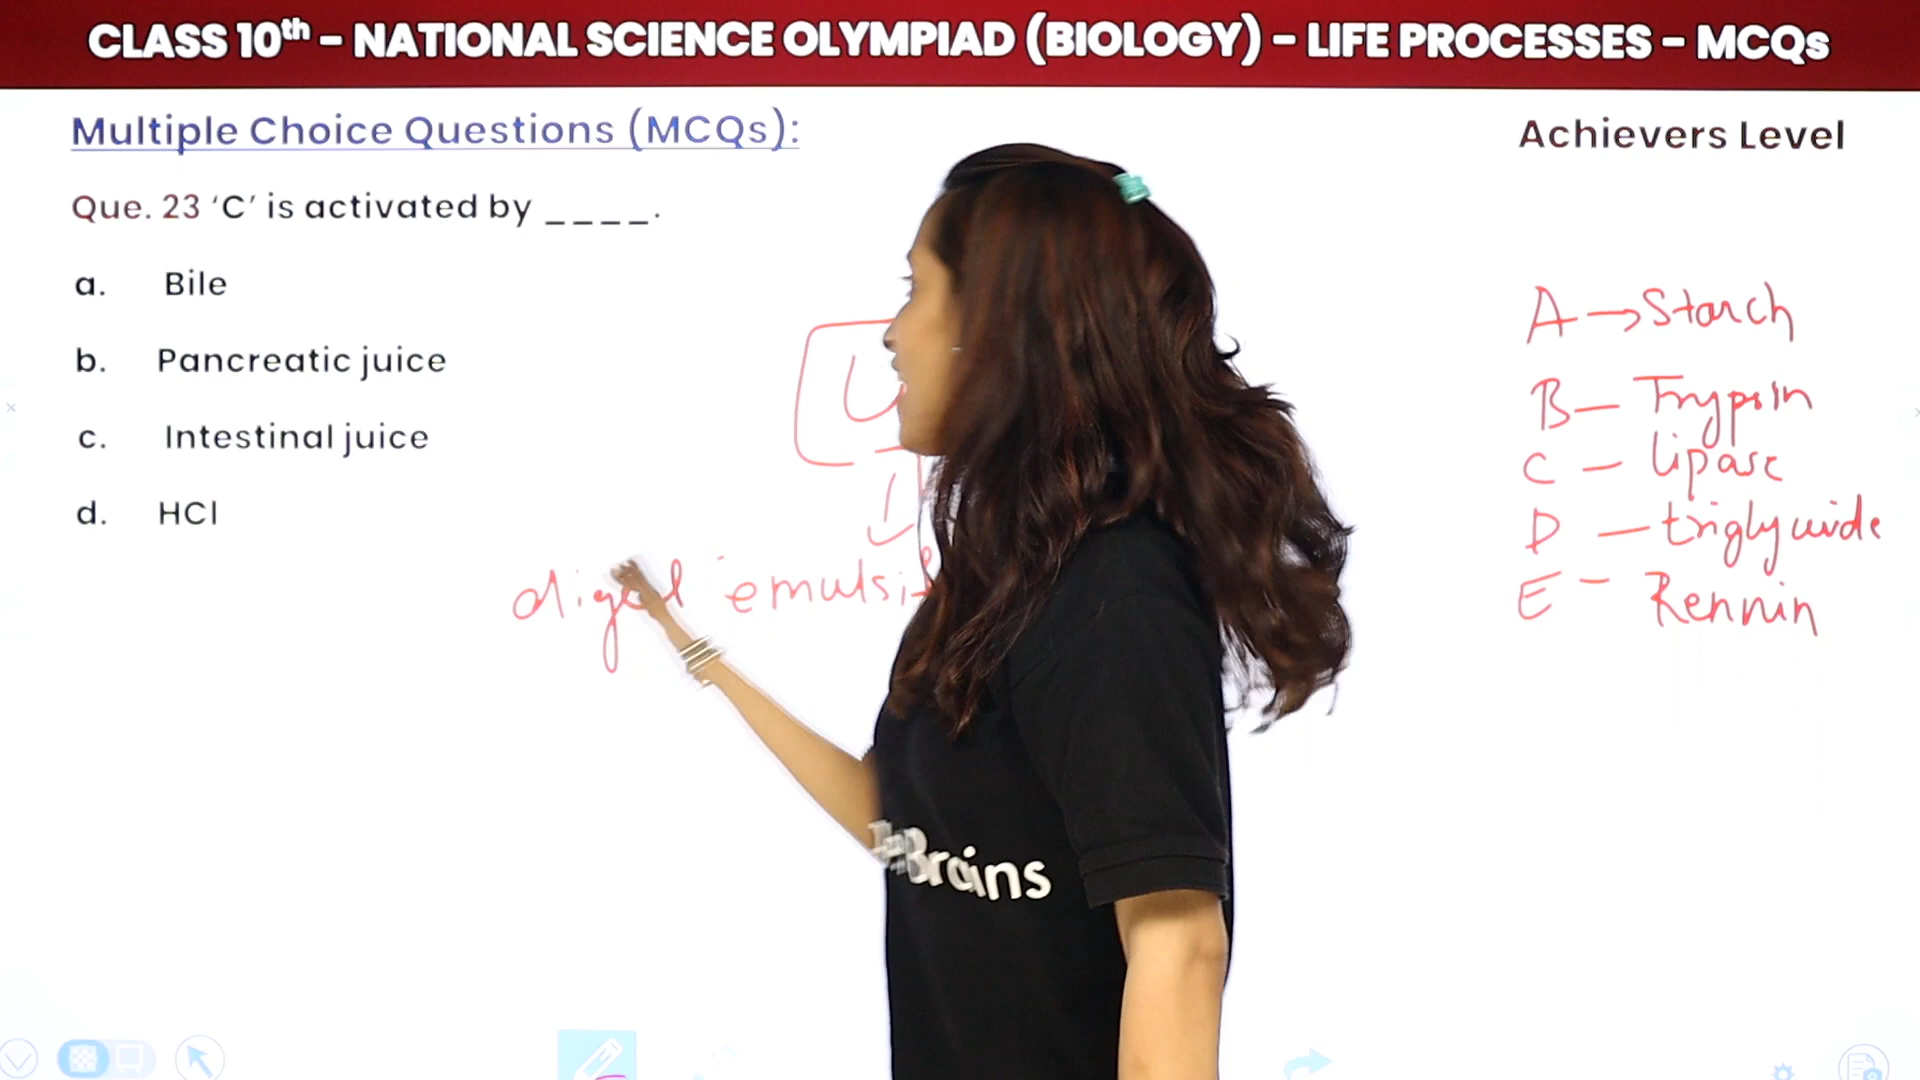 CLASS 10th - NATIONAL SCIENCE OLYMPIAD (BIOLOGY) - LIFE PROCESSES - MCQs
Multiple Choice Questions (MCQs):
Achievers Level
Que. 23 'C' is activated by _ _ _ _.
a. Bile
b. Pancreatic juice
c. Intestinal juice
d. HCl
A → Starch
B — Trypsin
C — lipase
D — triglyceride
E — Rennin
emulsi
Brains